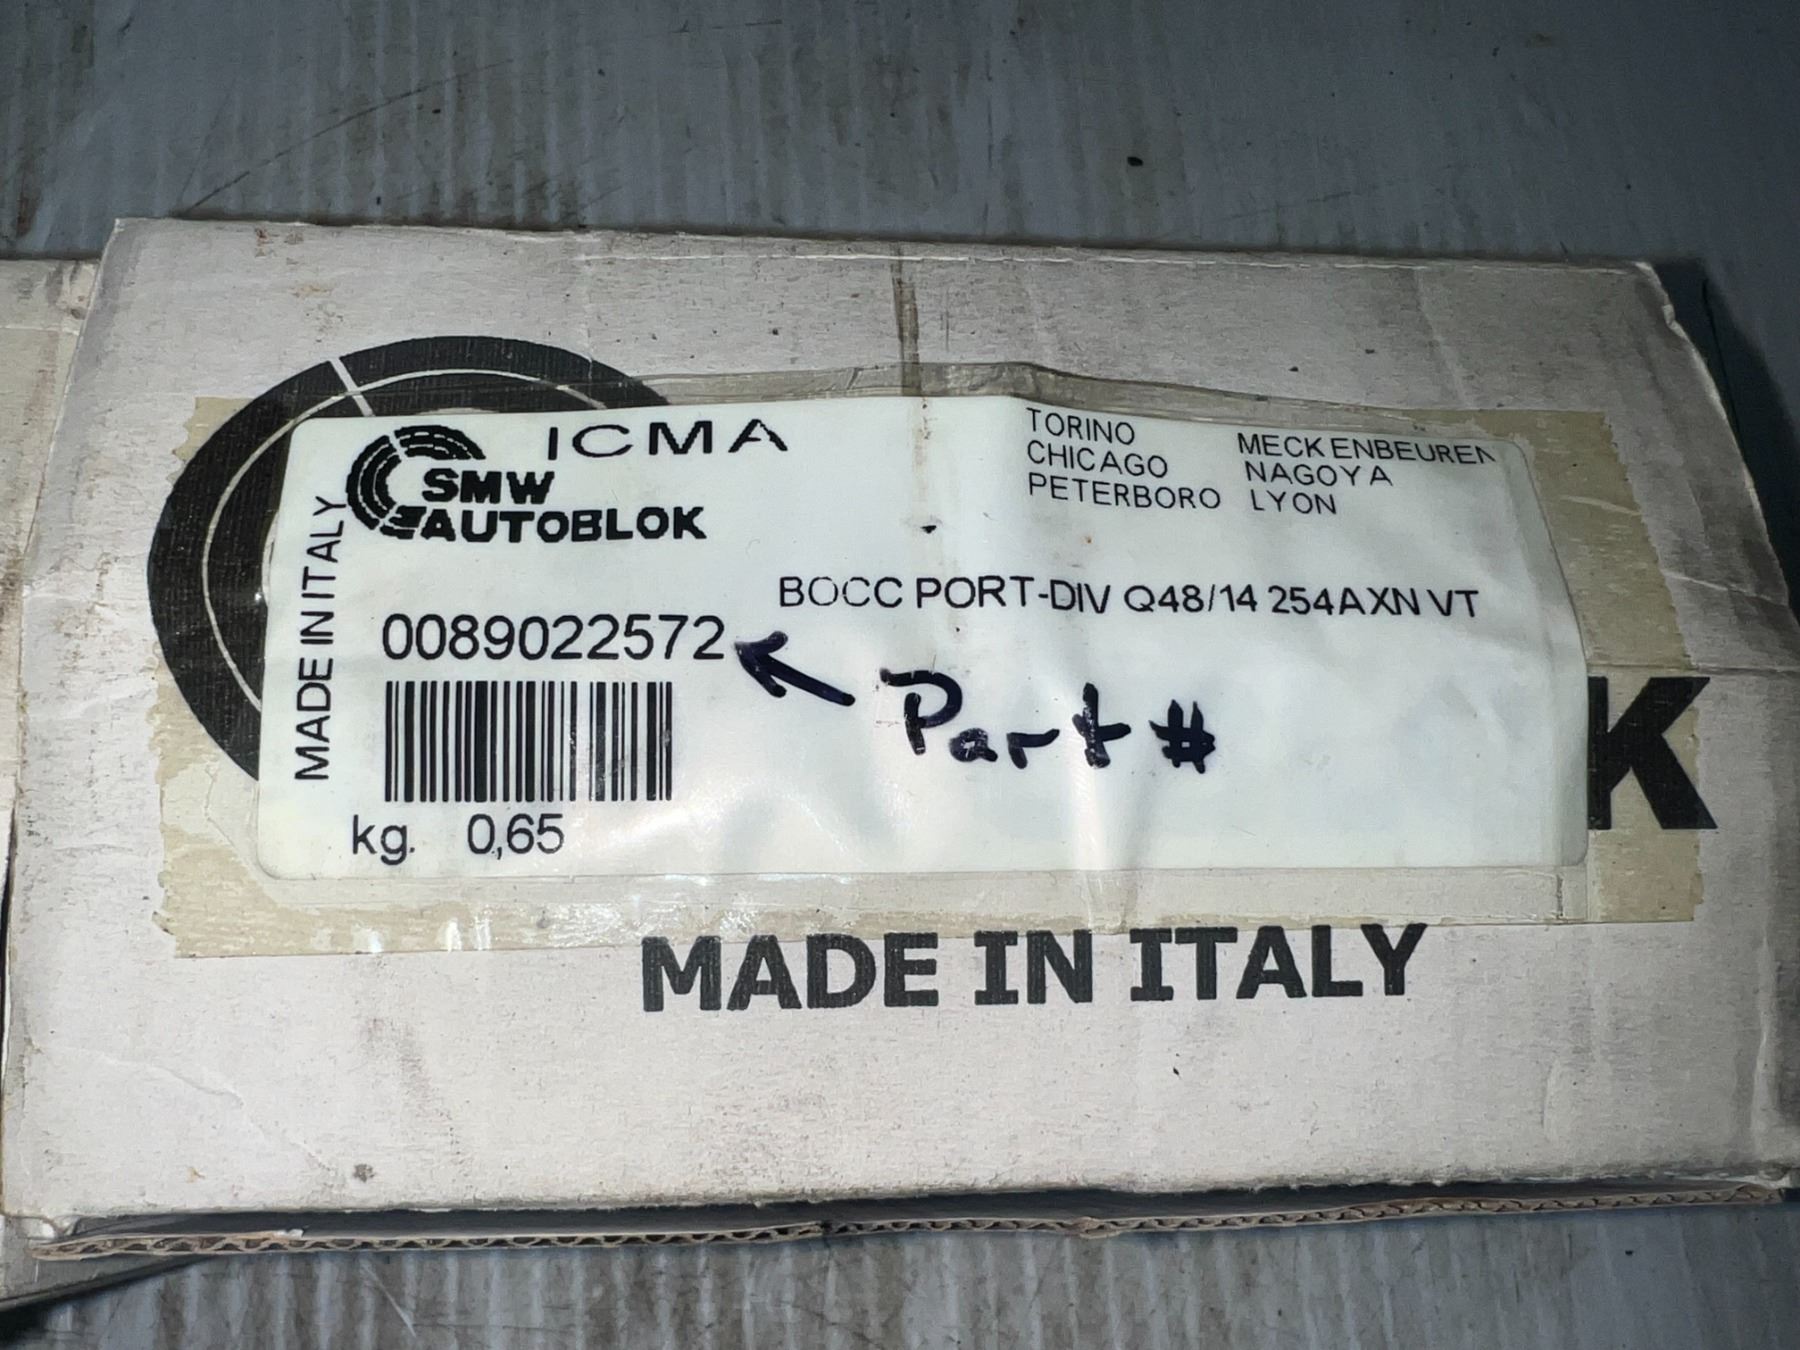 ICMA
SMW
AUTOBLOK
TORINO
CHICAGO
PETERBORO
MECKENBEUREN
NAGOYA
LYON
MADE IN ITALY
BOCC PORT-DIV Q48/14 254AXN VT
0089022572
Part #
kg. 0,65
K
MADE IN ITALY